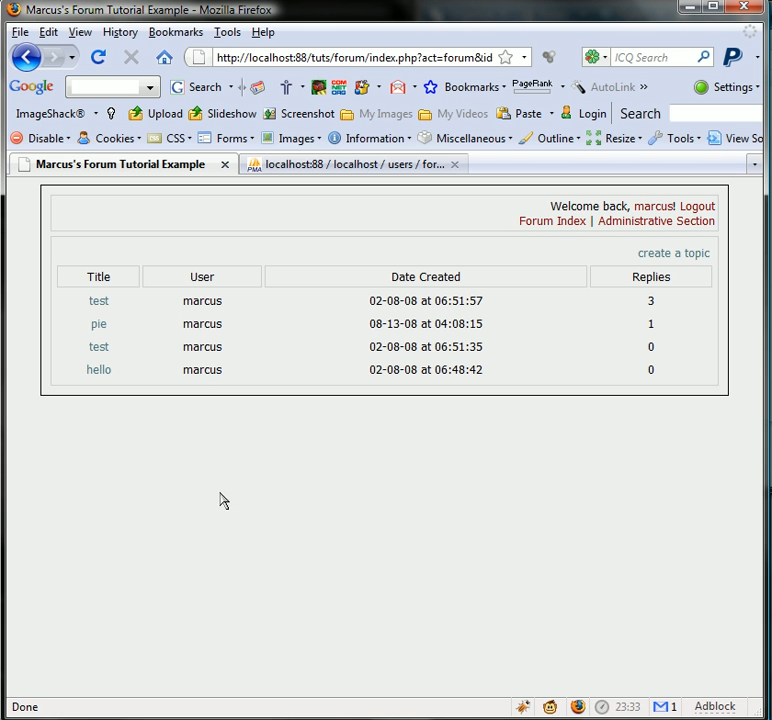 Marcus's Forum Tutorial Example - Mozilla Firefox
File Edit View History Bookmarks Tools Help
http://localhost:88/tuts/forum/index.php?act=forum&id ICQ Search
Google Search PageRank Bookmarks AutoLink » Settings
ImageShack® Upload Slideshow Screenshot My Images My Videos Paste Login Search
Disable Cookies CSS Forms Images Information Miscellaneous Outline Resize Tools View So
Marcus's Forum Tutorial Example localhost:88 / localhost / users / for...
Welcome back, marcus! Logout
Forum Index | Administrative Section
create a topic
Title User Date Created Replies
test marcus 02-08-08 at 06:51:57 3
pie marcus 08-13-08 at 04:08:15 1
test marcus 02-08-08 at 06:51:35 0
hello marcus 02-08-08 at 06:48:42 0
Done 23:33 1 Adblock